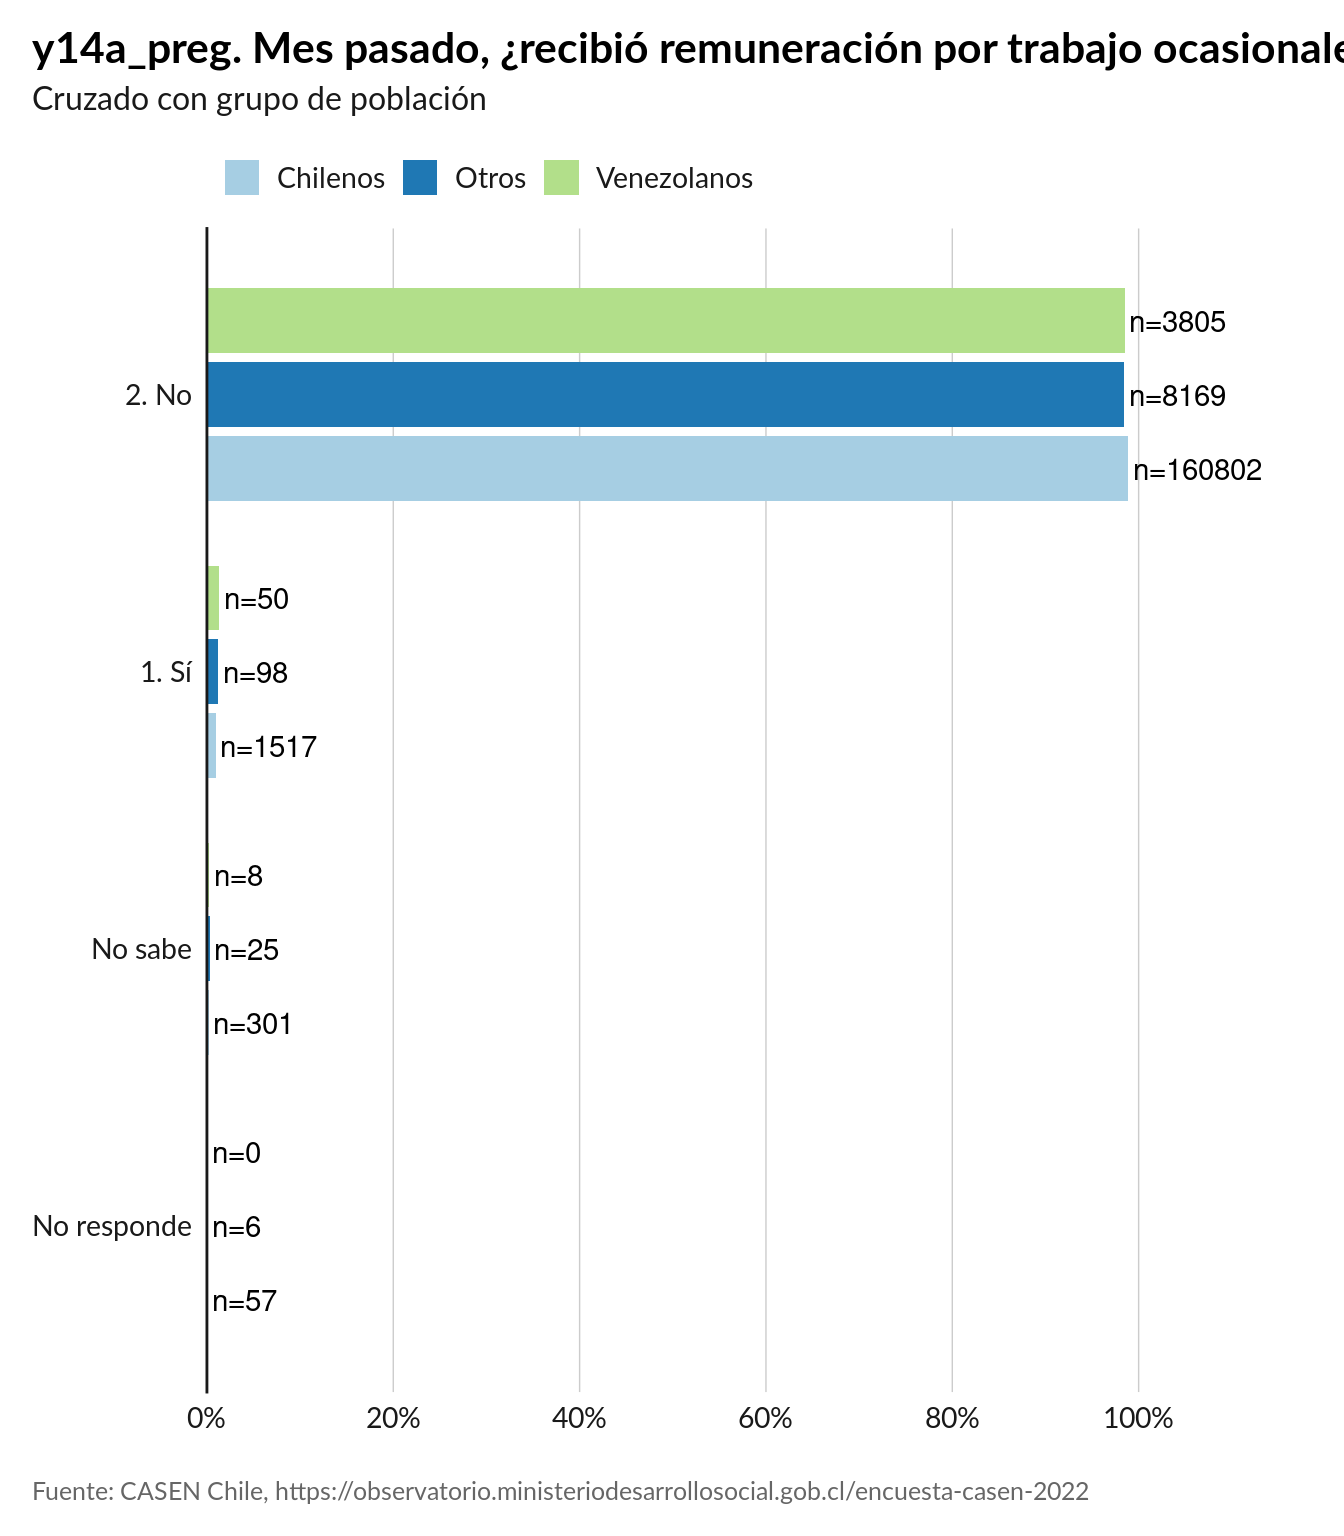 y14a_preg. Mes pasado, ¿recibió remuneración por trabajo ocasionale
Cruzado con grupo de población
Chilenos Otros Venezolanos
n=3805
2. No n=8169
n=160802
n=50
1. Sí n=98
n=1517
n=8
No sabe n=25
n=301
n=0
No responde n=6
n=57
0% 20% 40% 60% 80% 100%
Fuente: CASEN Chile, https://observatorio.ministeriodesarrollosocial.gob.cl/encuesta-casen-2022